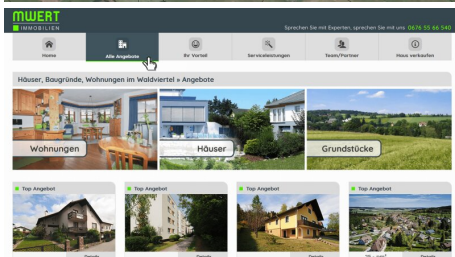 MWERT
IMMOBILIEN
Sprechen Sie mit Experten, sprechen Sie mit uns 0676 55 66 540
Home
Alle Angebote
Ihr Vorteil
Serviceleistungen
Team/Partner
Haus verkaufen
Häuser, Baugründe, Wohnungen im Waldviertel » Angebote
Wohnungen
Häuser
Grundstücke
Top Angebot
Top Angebot
Top Angebot
Top Angebot